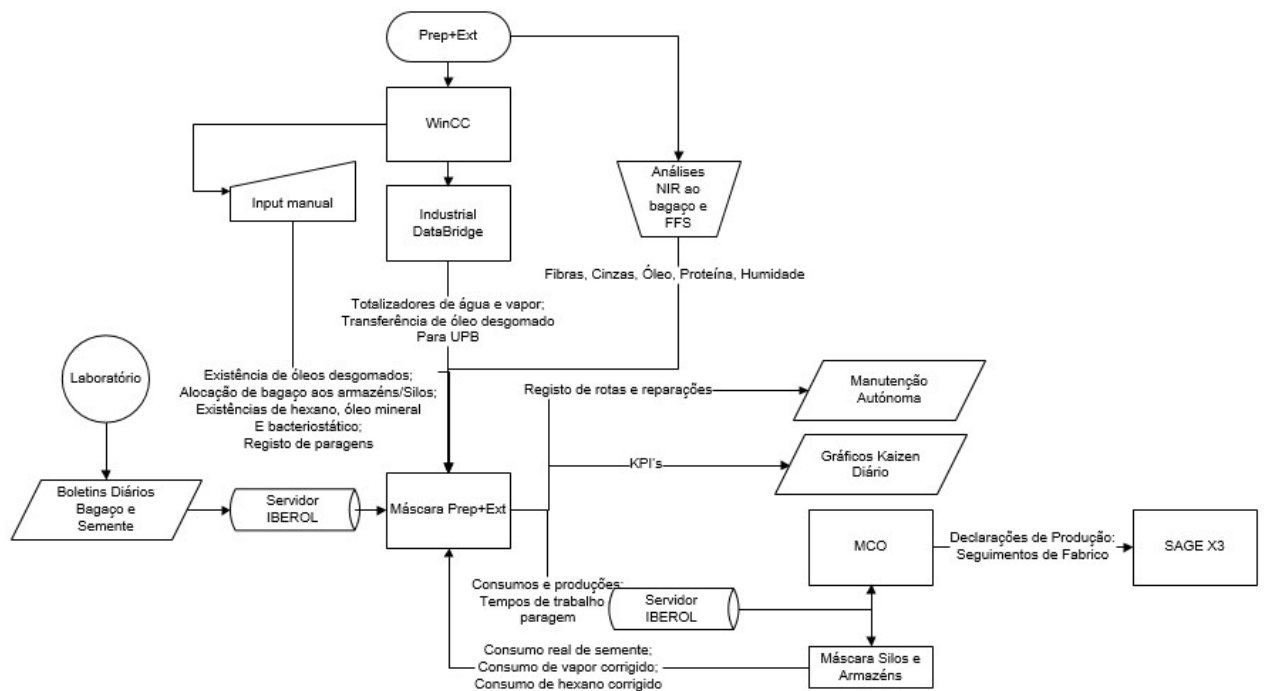 Prep+Ext
WinCC
Input manual
Industrial
DataBridge
Análises
NIR ao
bagaço e
FFS
Fibras, Cinzas, Óleo, Proteína, Humidade
Totalizadores de água e vapor;
Transferência de óleo desgomado
Para UPB
Laboratório
Existência de óleos desgomados;
Alocação de bagaço aos armazéns/Silos;
Existências de hexano, óleo mineral
E bacteriostático;
Registo de paragens
Registo de rotas e reparações
Manutenção
Autónoma
KPI's
Gráficos Kaizen
Diário
Boletins Diários
Bagaço e
Semente
Servidor
IBEROL
Máscara Prep+Ext
MCO
Declarações de Produção:
Seguimentos de Fabrico
SAGE X3
Consumos e produções;
Tempos de trabalho
paragem
Servidor
IBEROL
Máscara Silos e
Armazéns
Consumo real de semente;
Consumo de vapor corrigido;
Consumo de hexano corrigido